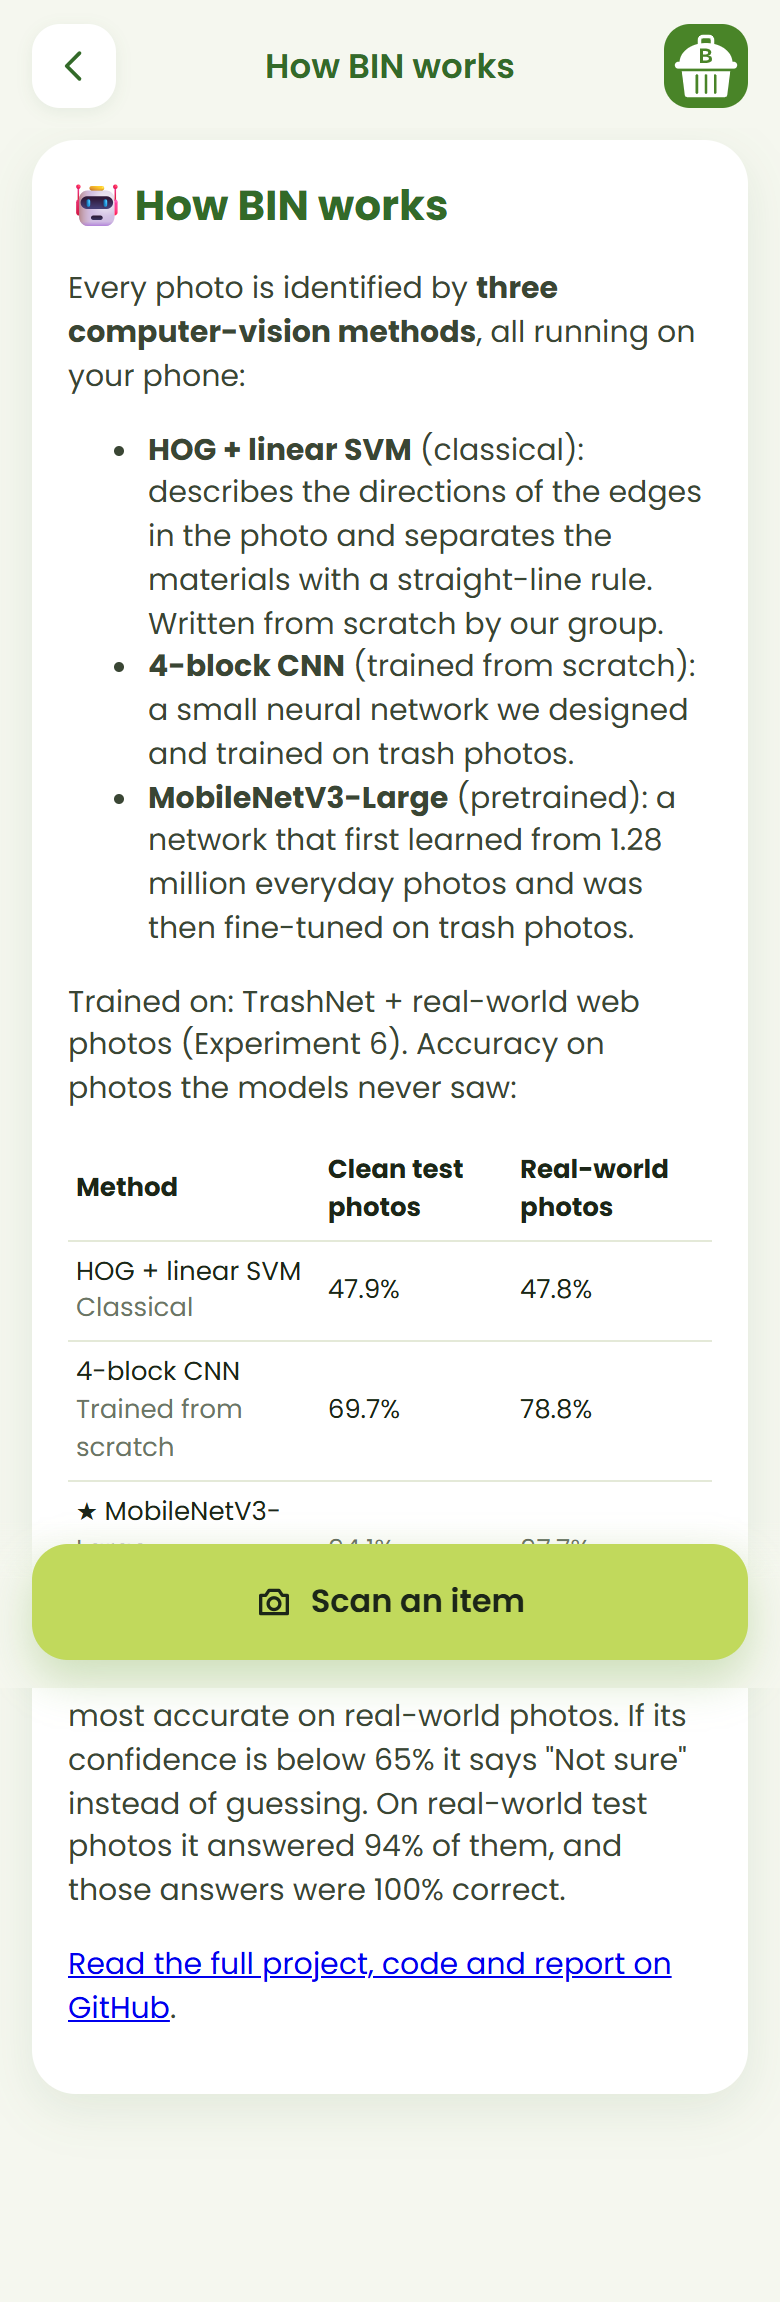 How BIN works
B
How BIN works
Every photo is identified by three
computer-vision methods, all running on
your phone:
• HOG + linear SVM (classical):
describes the directions of the edges
in the photo and separates the
materials with a straight-line rule.
Written from scratch by our group.
• 4-block CNN (trained from scratch):
a small neural network we designed
and trained on trash photos.
• MobileNetV3-Large (pretrained): a
network that first learned from 1.28
million everyday photos and was
then fine-tuned on trash photos.
Trained on: TrashNet + real-world web
photos (Experiment 6). Accuracy on
photos the models never saw:
Method
Clean test
photos
Real-world
photos
HOG + linear SVM
Classical
47.9%
47.8%
4-block CNN
Trained from
scratch
69.7%
78.8%
★ MobileNetV3-
Scan an item
most accurate on real-world photos. If its
confidence is below 65% it says "Not sure"
instead of guessing. On real-world test
photos it answered 94% of them, and
those answers were 100% correct.
Read the full project, code and report on
GitHub.